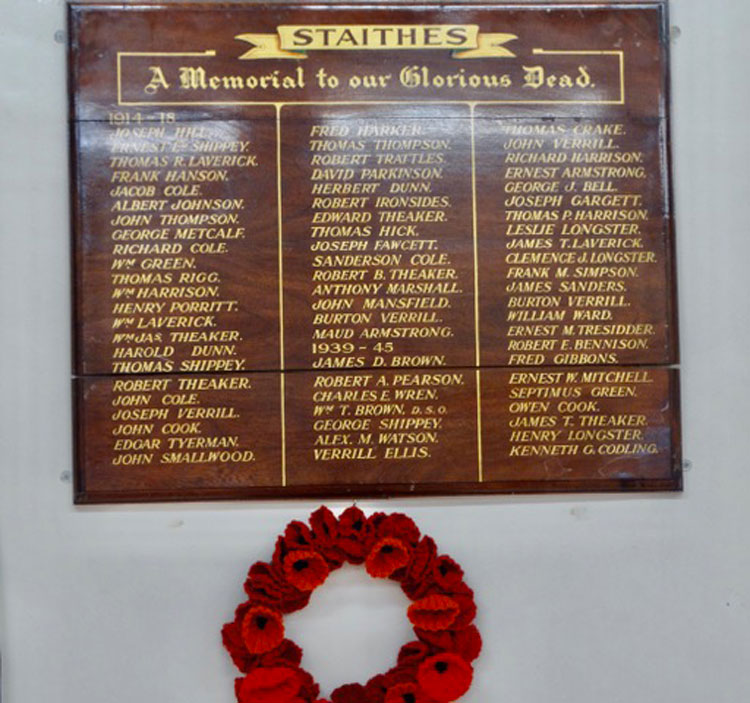 STAITHES
A Memorial to our Glorious Dead.
1914 - 18
JOSEPH HILL.
ERNEST Wm SHIPPEY.
THOMAS R. LAVERICK.
FRANK HANSON.
JACOB COLE.
ALBERT JOHNSON.
JOHN THOMPSON.
GEORGE METCALF.
RICHARD COLE.
Wm GREEN.
THOMAS RIGG.
Wm HARRISON.
HENRY PORRITT.
Wm LAVERICK.
Wm JAS. THEAKER.
HAROLD DUNN.
THOMAS SHIPPEY.
ROBERT THEAKER.
JOHN COLE.
JOSEPH VERRILL.
JOHN COOK.
EDGAR TYERMAN.
JOHN SMALLWOOD.
FRED HARKER.
THOMAS THOMPSON.
ROBERT TRATTLES.
DAVID PARKINSON.
HERBERT DUNN.
ROBERT IRONSIDES.
EDWARD THEAKER.
THOMAS HICK.
JOSEPH FAWCETT.
SANDERSON COLE.
ROBERT B. THEAKER.
ANTHONY MARSHALL.
JOHN MANSFIELD.
BURTON VERRILL.
MAUD ARMSTRONG.
1939 - 45
JAMES D. BROWN.
ROBERT A. PEARSON.
CHARLES E. WREN.
Wm T. BROWN. D.S.O.
GEORGE SHIPPEY.
ALEX. M. WATSON.
VERRILL ELLIS.
THOMAS CRAKE.
JOHN VERRILL.
RICHARD HARRISON.
ERNEST ARMSTRONG.
GEORGE J. BELL.
JOSEPH GARGETT.
THOMAS P. HARRISON.
LESLIE LONGSTER.
JAMES T. LAVERICK.
CLEMENCE J. LONGSTER.
FRANK M. SIMPSON.
JAMES SANDERS.
BURTON VERRILL.
WILLIAM WARD.
ERNEST M. TRESIDDER.
ROBERT E. BENNISON.
FRED GIBBONS.
ERNEST W. MITCHELL.
SEPTIMUS GREEN.
OWEN COOK.
JAMES T. THEAKER.
HENRY LONGSTER.
KENNETH G. CODLING.